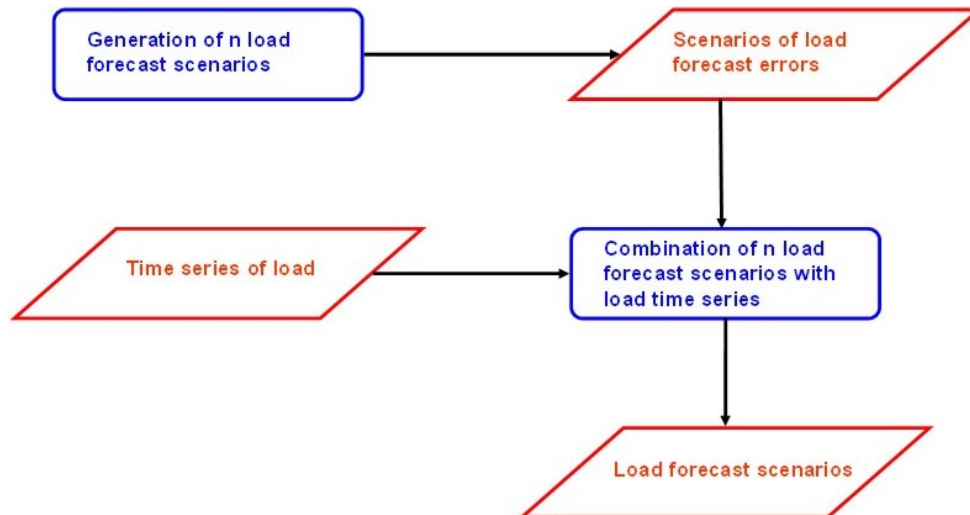 Generation of n load
forecast scenarios
Scenarios of load
forecast errors
Time series of load
Combination of n load
forecast scenarios with
load time series
Load forecast scenarios